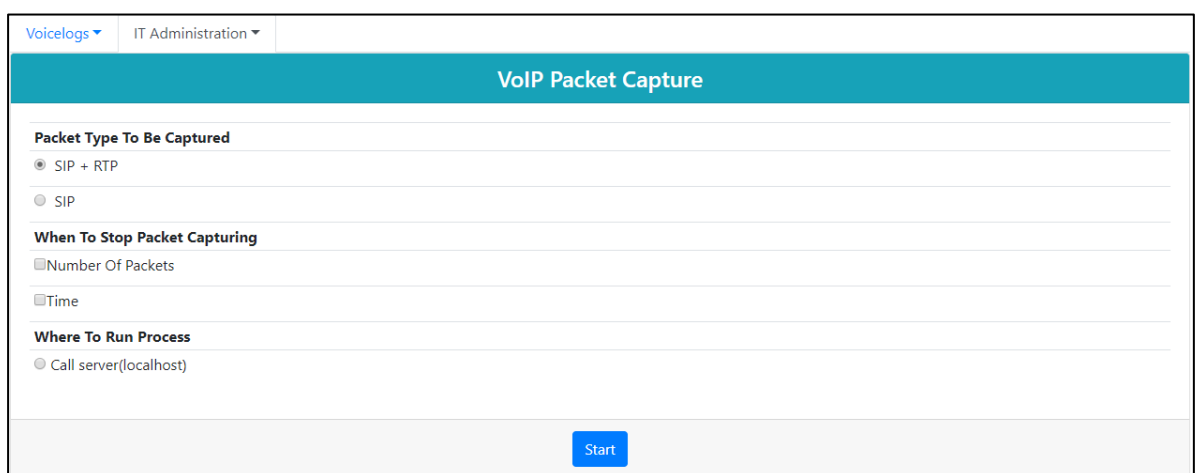 Voicelogs
IT Administration
VoIP Packet Capture
Packet Type To Be Captured
SIP + RTP
SIP
When To Stop Packet Capturing
Number Of Packets
Time
Where To Run Process
Call server(localhost)
Start